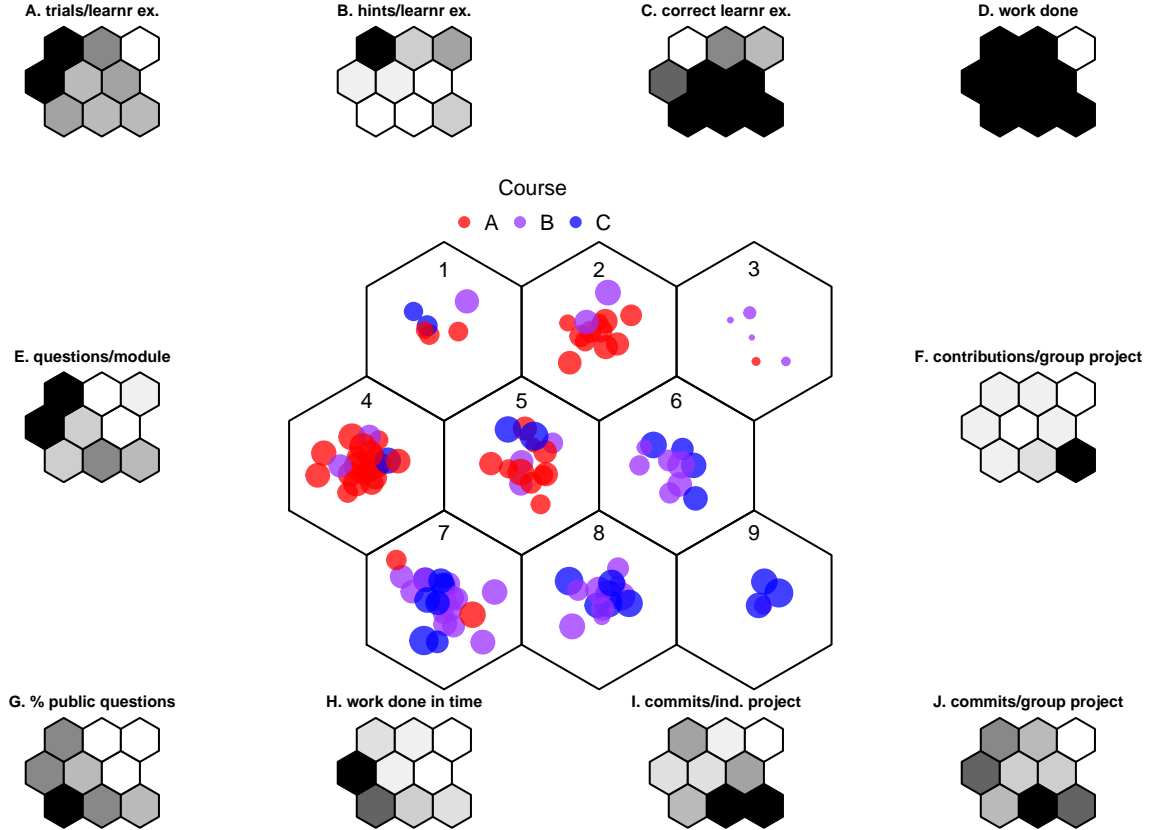 A. trials/learnr ex.
B. hints/learnr ex.
C. correct learnr ex.
D. work done
Course
A B C
1 2 3
E. questions/module
F. contributions/group project
4 5 6
7 8 9
G. % public questions
H. work done in time
I. commits/ind. project
J. commits/group project